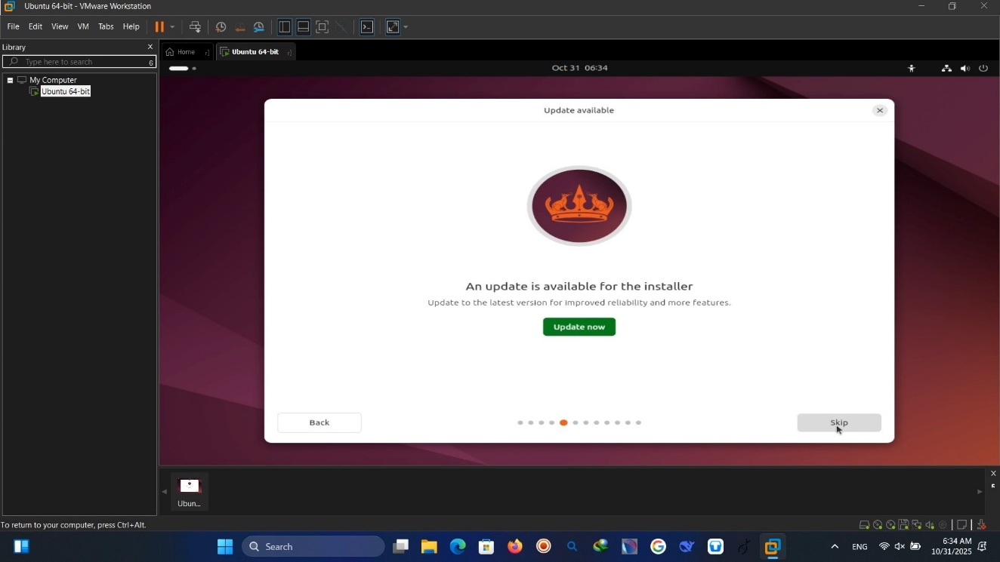 Ubuntu 64-bit - VMware Workstation
File Edit View VM Tabs Help
Library
Type here to search
My Computer
Ubuntu 64-bit
Home
Ubuntu 64-bit
Oct 31 06:34
Update available
An update is available for the installer
Update to the latest version for improved reliability and more features.
Update now
Back
Skip
Ubun...
To return to your computer, press Ctrl+Alt.
Search
ENG
6:34 AM
10/31/2025